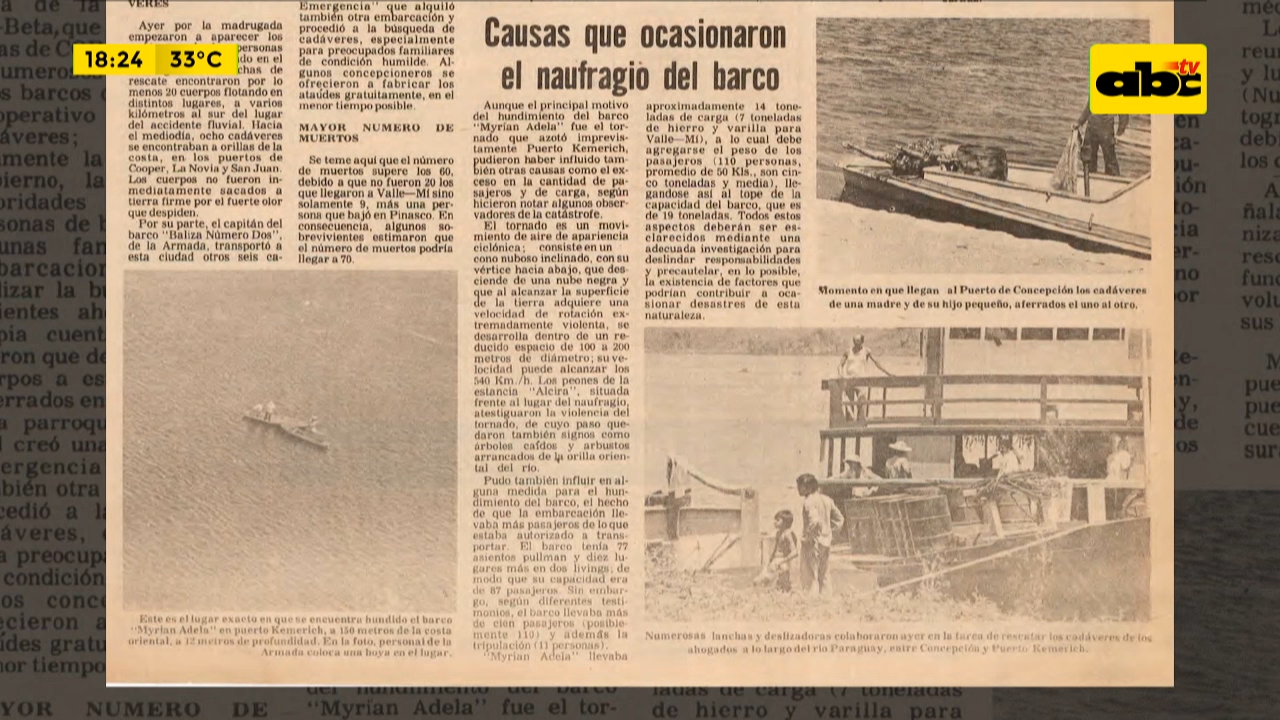 18:24 33°C
abc
tv
VERES
Ayer por la madrugada
empezaron a aparecer los
personas
do en el
chas de
rescate encontraron por lo
menos 20 cuerpos flotando en
distintos lugares, a varios
kilómetros al sur del lugar
del accidente fluvial. Hacia
el mediodía, ocho cadáveres
se encontraban a orillas de la
costa, en los puertos de
Cooper, La Novia y San Juan.
Los cuerpos no fueron in-
mediatamente sacados a
tierra firme por el fuerte olor
que despiden.
Por su parte, el capitán del
barco "Baliza Número Dos",
de la Armada, transportó a
esta ciudad otros seis ca-
Emergencia" que alquiló
también otra embarcación y
procedió a la búsqueda de
cadáveres, especialmente
para preocupados familiares
de condición humilde. Al-
gunos concepcioneros se
ofrecieron a fabricar los
ataúdes gratuitamente, en el
menor tiempo posible.
MAYOR NUMERO DE
MUERTOS
Se teme aquí que el número
de muertos supere los 60,
debido a que no fueron 20 los
que llegaron a Valle—Mí sino
solamente 9, más una per-
sona que bajó en Pinasco. En
consecuencia, algunos so-
brevivientes estimaron que
el número de muertos podría
llegar a 70.
Causas que ocasionaron
el naufragio del barco
Aunque el principal motivo
del hundimiento del barco
"Myrian Adela" fue el tor-
nado que azotó imprevis-
tamente Puerto Kemerich,
pudieron haber influido tam-
bién otras causas como el ex-
ceso en la cantidad de pa-
sajeros y de carga, según
hicieron notar algunos obser-
vadores de la catástrofe.
El tornado es un movi-
miento de aire de apariencia
ciclónica; consiste en un
cono nuboso inclinado, con su
vértice hacia abajo, que des-
ciende de una nube negra y
que al alcanzar la superficie
de la tierra adquiere una
velocidad de rotación ex-
tremadamente violenta, se
desarrolla dentro de un re-
ducido espacio de 100 a 200
metros de diámetro; su ve-
locidad puede alcanzar los
540 Km./h. Los peones de la
estancia "Alcira", situada
frente al lugar del naufragio,
atestiguaron la violencia del
tornado, de cuyo paso que-
daron también signos como
árboles caídos y arbustos
arrancados de la orilla orien-
tal del río.
Pudo también influir en al-
guna medida para el hun-
dimiento del barco, el hecho
de que la embarcación lle-
vaba más pasajeros de lo que
estaba autorizado a trans-
portar. El barco tenía 77
asientos pullman y diez lu-
gares más en dos livings, de
modo que su capacidad era
de 87 pasajeros. Sin embar-
go, según diferentes testi-
monios, el barco llevaba más
de cien pasajeros (posible-
mente 110) y además la
tripulación (11 personas).
"Myrian Adela" llevaba
aproximadamente 14 tone-
ladas de carga (7 toneladas
de hierro y varilla para
Valle—Mí), a lo cual debe
agregarse el peso de los
pasajeros (110 personas,
promedio de 50 Kls., son cin-
co toneladas y media), lle-
gandose así al tope de la
capacidad del barco, que es
de 19 toneladas. Todos estos
aspectos deberán ser es-
clarecidos mediante una
adecuada investigación para
deslindar responsabilidades
y precautelar, en lo posible,
la existencia de factores que
podrían contribuir a oca-
sionar desastres de esta
naturaleza.
Momento en que llegan al Puerto de Concepción los cadáveres
de una madre y de su hijo pequeño, aferrados el uno al otro.
Este es el lugar exacto en que se encuentra hundido el barco
"Myrian Adela" en puerto Kemerich, a 150 metros de la costa
oriental, a 12 metros de profundidad. En la foto, personal de la
Armada coloca una boya en el lugar.
Numerosas lanchas y deslizadoras colaboraron ayer en la tarea de rescatar los cadáveres de los
ahogados a lo largo del río Paraguay, entre Concepción y Puerto Kemerich.
YOR NUMERO DE
"Myrian Adela" fue el tor-
ladas de carga (7 toneladas
de hierro y varilla para